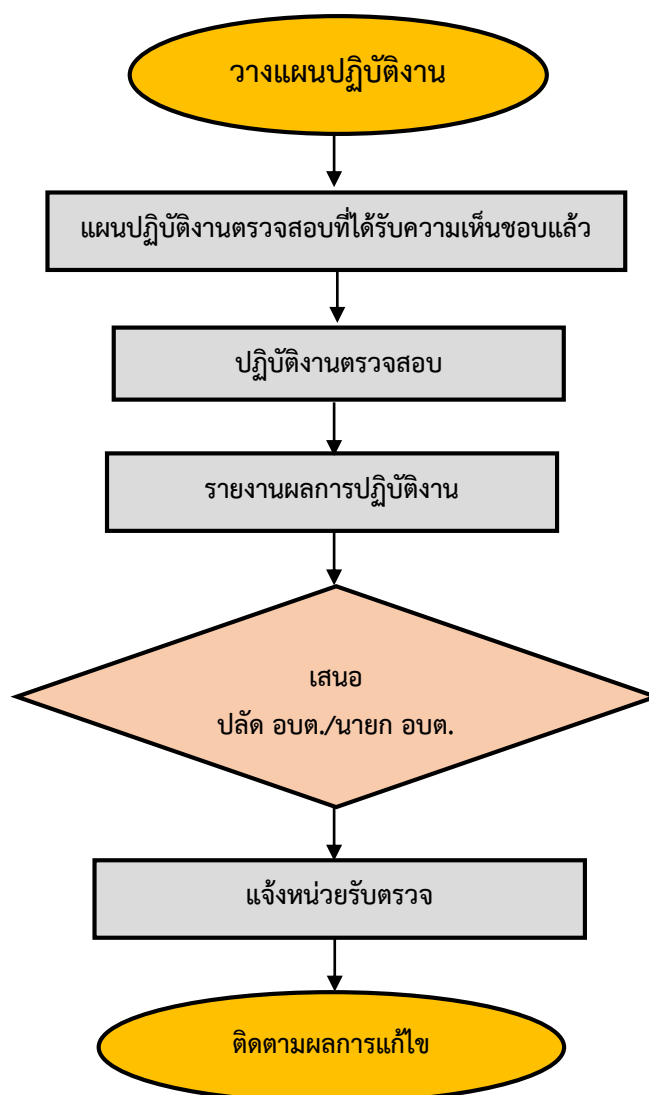 วางแผนปฏิบัติงาน
แผนปฏิบัติงานตรวจสอบที่ได้รับความเห็นชอบแล้ว
ปฏิบัติงานตรวจสอบ
รายงานผลการปฏิบัติงาน
เสนอ
ปลัด อบต./นายก อบต.
แจ้งหน่วยรับตรวจ
ติดตามผลการแก้ไข